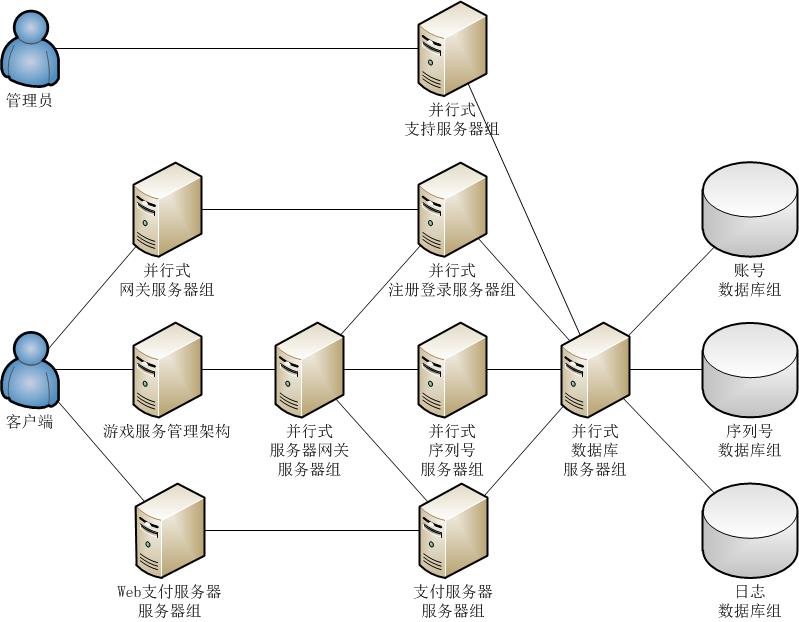 管理员
并行式
支持服务器组
并行式
网关服务器组
并行式
注册登录服务器组
账号
数据库组
客户端
游戏服务管理架构
并行式
服务器网关
服务器组
并行式
序列号
服务器组
并行式
数据库
服务器组
序列号
数据库组
Web支付服务器
服务器组
支付服务器
服务器组
日志
数据库组